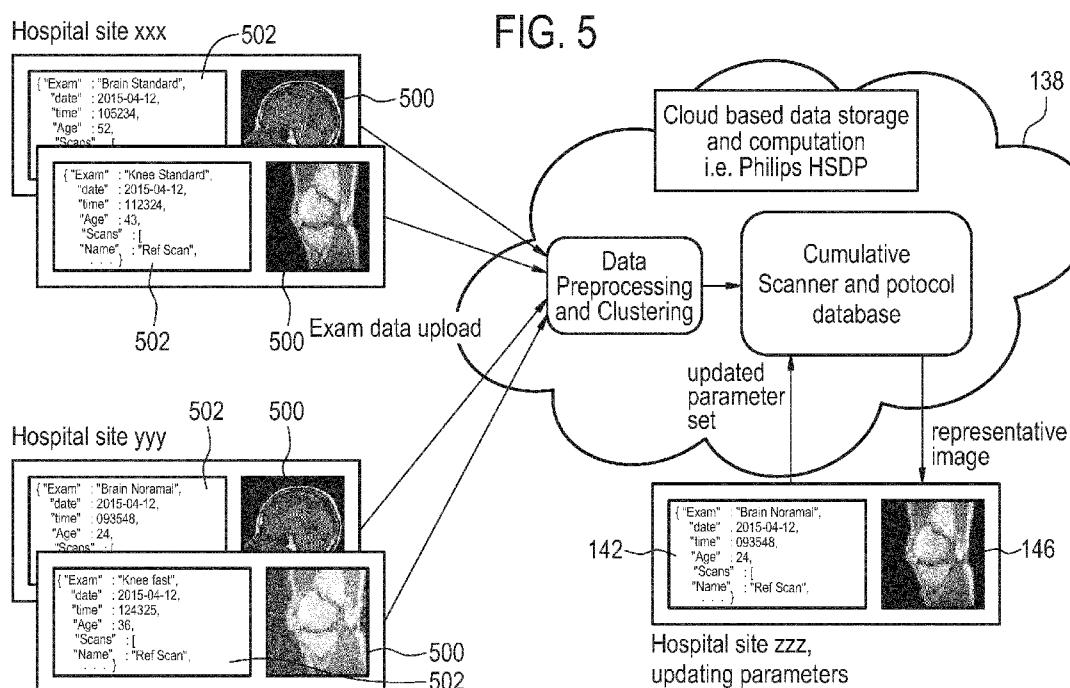 FIG. 5
Hospital site xxx
502
{ "Exam" : "Brain Standard",
"date" : 2015-04-12,
"time" : 105234,
"Age" : 52,
"Scans" : [
500
{ "Exam" : "Knee Standard",
"date" : 2015-04-12,
"time" : 112324,
"Age" : 43,
"Scans" : [
"Name" : "Ref Scan",
. . . }
502
500
Exam data upload
Hospital site yyy
502
500
{ "Exam" : "Brain Noramai",
"date" : 2015-04-12,
"time" : 093548,
"Age" : 24,
"Scans" : [
{ "Exam" : "Knee fast",
"date" : 2015-04-12,
"time" : 124325,
"Age" : 36,
"Scans" : [
"Name" : "Ref Scan",
. . . }
500
502
Cloud based data storage
and computation
i.e. Philips HSDP
138
Data
Preprocessing
and Clustering
Cumulative
Scanner and potocol
database
updated
parameter
set
representative
image
142
{ "Exam" : "Brain Noramai",
"date" : 2015-04-12,
"time" : 093548,
"Age" : 24,
"Scans" : [
"Name" : "Ref Scan",
. . . }
146
Hospital site zzz,
updating parameters